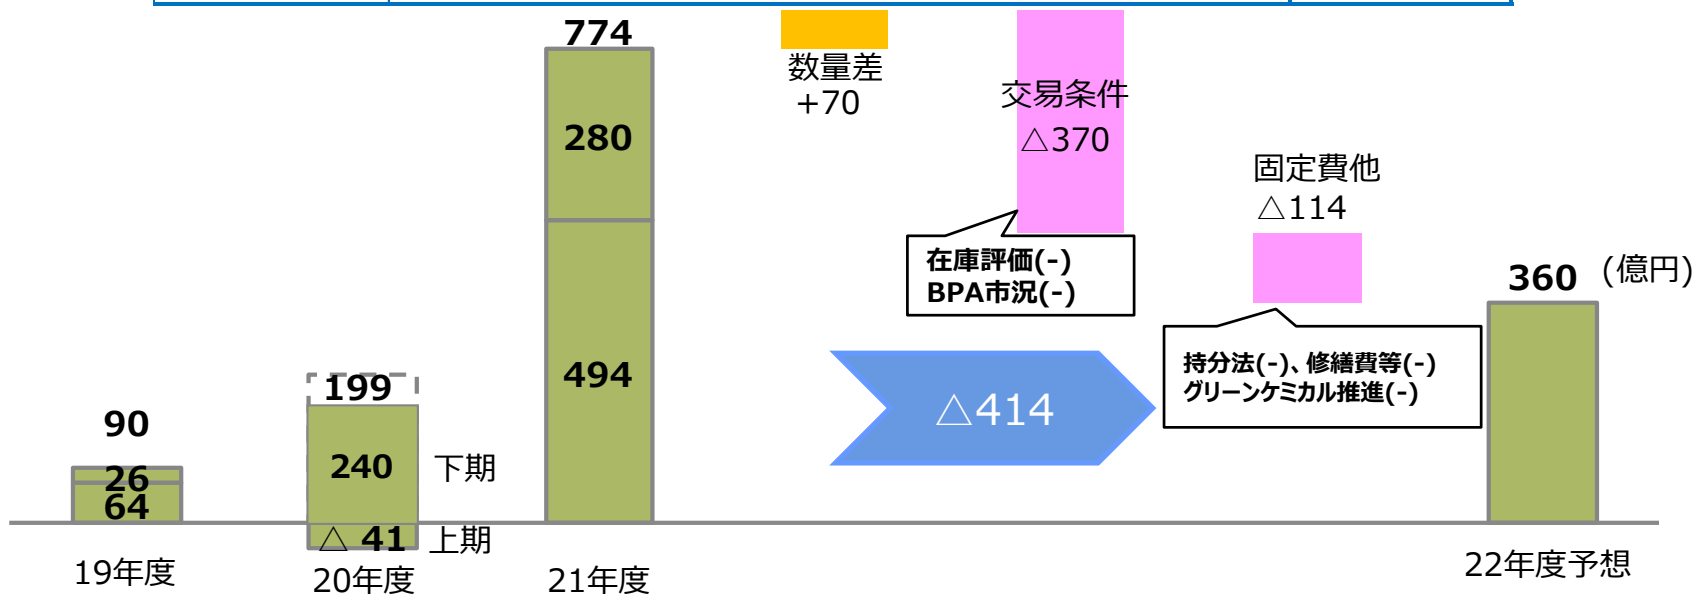 774
280
494
21年度
90
26
64
19年度
199
240
下期
△ 41
上期
20年度
数量差
+70
交易条件
△370
在庫評価(-)
BPA市況(-)
固定費他
△114
持分法(-)、修繕費等(-)
グリーンケミカル推進(-)
△414
360
(億円)
22年度予想